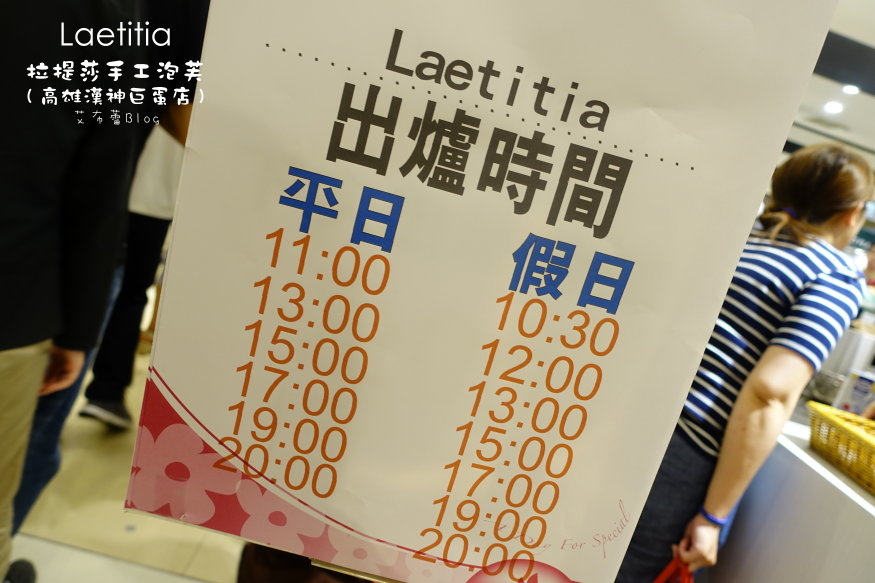 Laetitia
拉提莎手工泡芙
(高雄漢神巨蛋店)
艾布蕾Blog
Laetitia
出爐時間
平日
11:00
13:00
15:00
17:00
19:00
20:00
假日
10:30
12:00
13:00
15:00
17:00
19:00
20:00
For Special